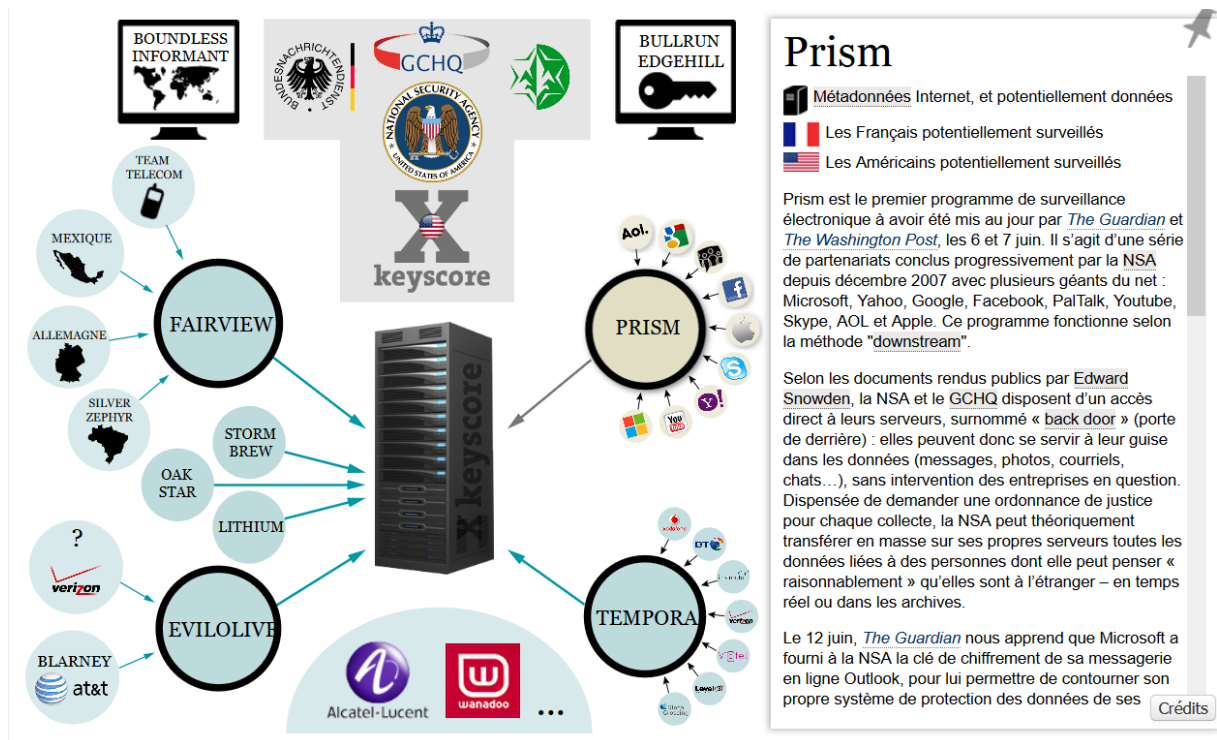 BOUNDLESS
INFORMANT
BUNDESNACHRICHTENDIENST
GCHQ
NATIONAL SECURITY AGENCY
UNITED STATES OF AMERICA
BULLRUN
EDGEHILL
X
keyscore
TEAM
TELECOM
MEXIQUE
ALLEMAGNE
SILVER
ZEPHYR
FAIRVIEW
STORM
BREW
OAK
STAR
LITHIUM
?
verizon
BLARNEY
at&t
EVILOLIVE
X keyscore
Aol.
PRISM
You
Tube
Y!
vodafone
BT
verizon
Level
Global
Crossing
TEMPORA
Alcatel·Lucent
wanadoo
...
Prism
Métadonnées Internet, et potentiellement données
Les Français potentiellement surveillés
Les Américains potentiellement surveillés
Prism est le premier programme de surveillance
électronique à avoir été mis au jour par The Guardian et
The Washington Post, les 6 et 7 juin. Il s’agit d’une série
de partenariats conclus progressivement par la NSA
depuis décembre 2007 avec plusieurs géants du net :
Microsoft, Yahoo, Google, Facebook, PalTalk, Youtube,
Skype, AOL et Apple. Ce programme fonctionne selon
la méthode "downstream".
Selon les documents rendus publics par Edward
Snowden, la NSA et le GCHQ disposent d’un accès
direct à leurs serveurs, surnommé « back door » (porte
de derrière) : elles peuvent donc se servir à leur guise
dans les données (messages, photos, courriels,
chats…), sans intervention des entreprises en question.
Dispensée de demander une ordonnance de justice
pour chaque collecte, la NSA peut théoriquement
transférer en masse sur ses propres serveurs toutes les
données liées à des personnes dont elle peut penser «
raisonnablement » qu’elles sont à l’étranger – en temps
réel ou dans les archives.
Le 12 juin, The Guardian nous apprend que Microsoft a
fourni à la NSA la clé de chiffrement de sa messagerie
en ligne Outlook, pour lui permettre de contourner son
propre système de protection des données de ses
Crédits